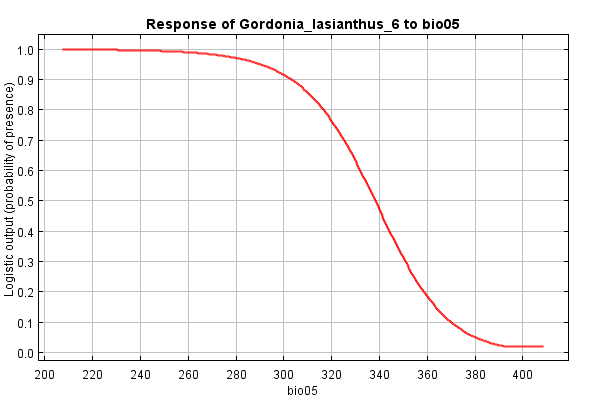 Response of Gordonia_lasianthus_6 to bio05
Logistic output (probability of presence)
1.0
0.9
0.8
0.7
0.6
0.5
0.4
0.3
0.2
0.1
0.0
200 220 240 260 280 300 320 340 360 380 400
bio05